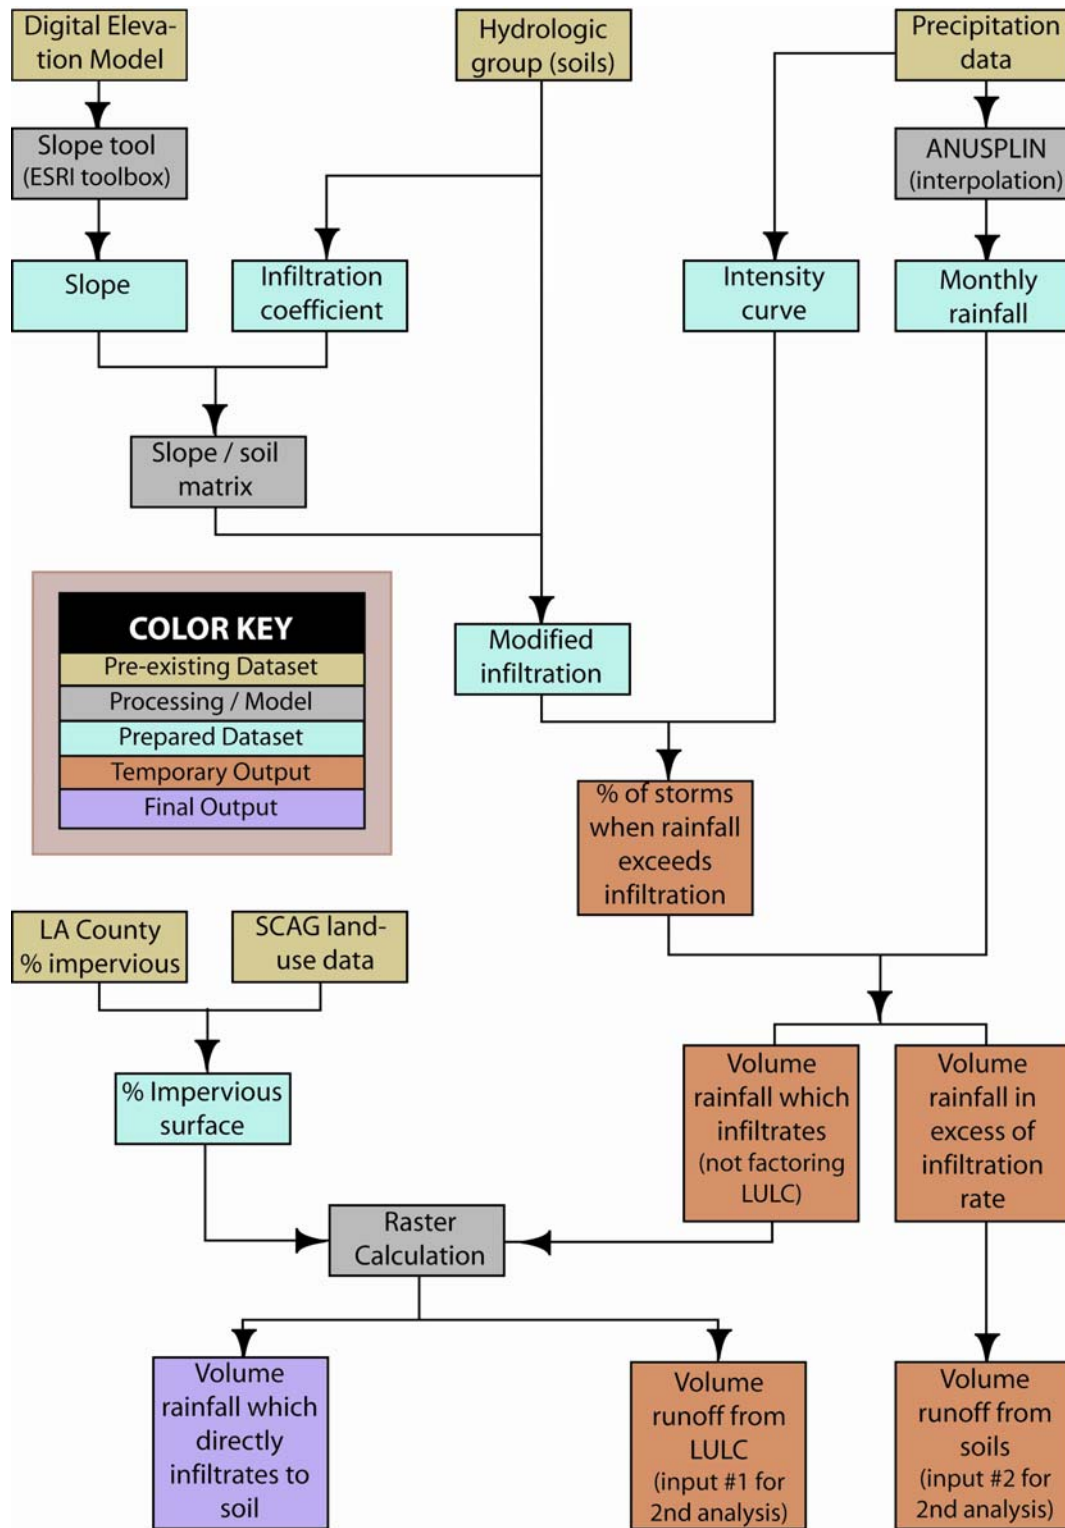 Digital Eleva-
tion Model
Hydrologic
group (soils)
Precipitation
data
Slope tool
(ESRI toolbox)
ANUSPLIN
(interpolation)
Slope
Infiltration
coefficient
Intensity
curve
Monthly
rainfall
Slope / soil
matrix
COLOR KEY
Pre-existing Dataset
Processing / Model
Prepared Dataset
Temporary Output
Final Output
Modified
infiltration
% of storms
when rainfall
exceeds
infiltration
LA County
% impervious
SCAG land-
use data
% Impervious
surface
Volume
rainfall which
infiltrates
(not factoring
LULC)
Volume
rainfall in
excess of
infiltration
rate
Raster
Calculation
Volume
rainfall which
directly
infiltrates to
soil
Volume
runoff from
LULC
(input #1 for
2nd analysis)
Volume
runoff from
soils
(input #2 for
2nd analysis)